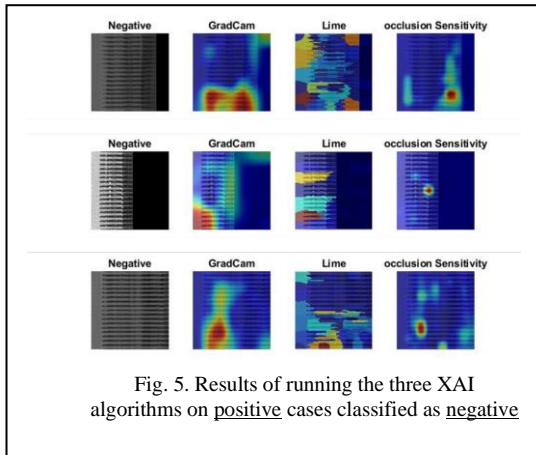 Negative GradCam Lime occlusion Sensitivity
Negative GradCam Lime occlusion Sensitivity
Negative GradCam Lime occlusion Sensitivity
Fig. 5. Results of running the three XAI
algorithms on positive cases classified as negative